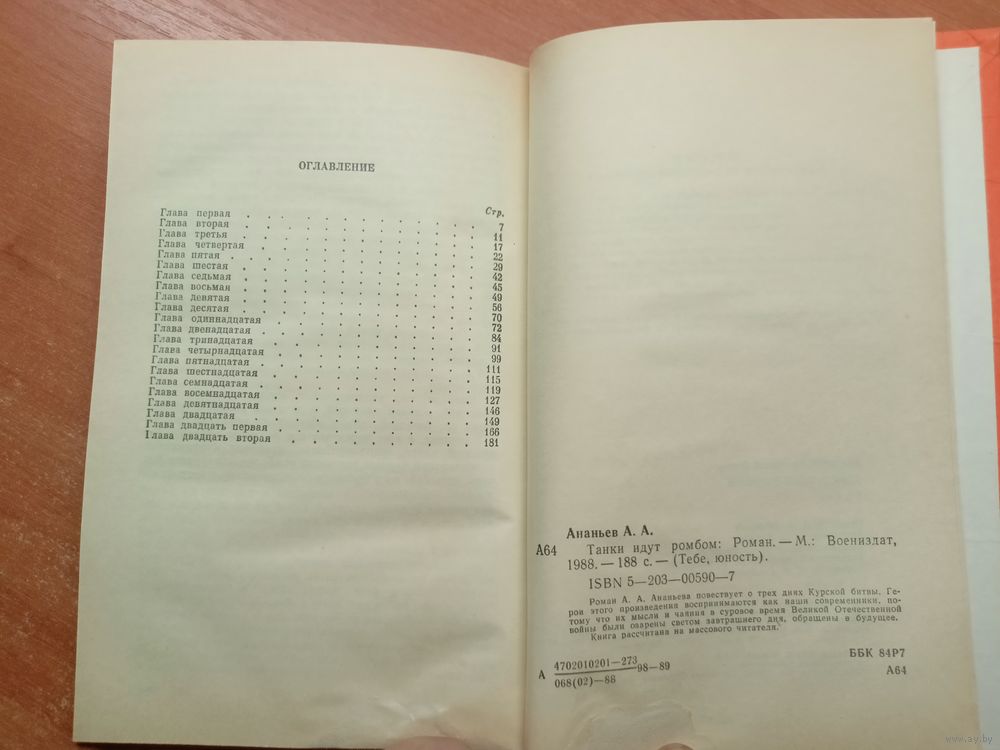 ОГЛАВЛЕНИЕ
Стр.
Глава первая . . . . . . . . . . 7
Глава вторая . . . . . . . . . . 11
Глава третья . . . . . . . . . . 17
Глава четвертая . . . . . . . . . . 22
Глава пятая . . . . . . . . . . 29
Глава шестая . . . . . . . . . . 42
Глава седьмая . . . . . . . . . . 45
Глава восьмая . . . . . . . . . . 49
Глава девятая . . . . . . . . . . 56
Глава десятая . . . . . . . . . . 70
Глава одиннадцатая . . . . . . . . . 72
Глава двенадцатая . . . . . . . . . 84
Глава тринадцатая . . . . . . . . . 91
Глава четырнадцатая . . . . . . . . . 99
Глава пятнадцатая . . . . . . . . . 111
Глава шестнадцатая . . . . . . . . . 115
Глава семнадцатая . . . . . . . . . 119
Глава восемнадцатая . . . . . . . . . 127
Глава девятнадцатая . . . . . . . . . 146
Глава двадцатая . . . . . . . . . . 149
Глава двадцать первая . . . . . . . . 166
Глава двадцать вторая . . . . . . . . 181
Ананьев А. А.
А64 Танки идут ромбом: Роман. — М.: Воениздат,
1988. — 188 с. — (Тебе, юность).
ISBN 5—203—00590—7
Роман А. А. Ананьева повествует о трех днях Курской битвы. Ге-
рои этого произведения воспринимаются как наши современники, по-
тому что их мысли и чаяния в суровое время Великой Отечественной
войны были озарены светом завтрашнего дня, обращены в будущее.
Книга рассчитана на массового читателя.
А 4702010201—273 98—89
068(02)—88
ББК 84Р7
А64
www.ay.by